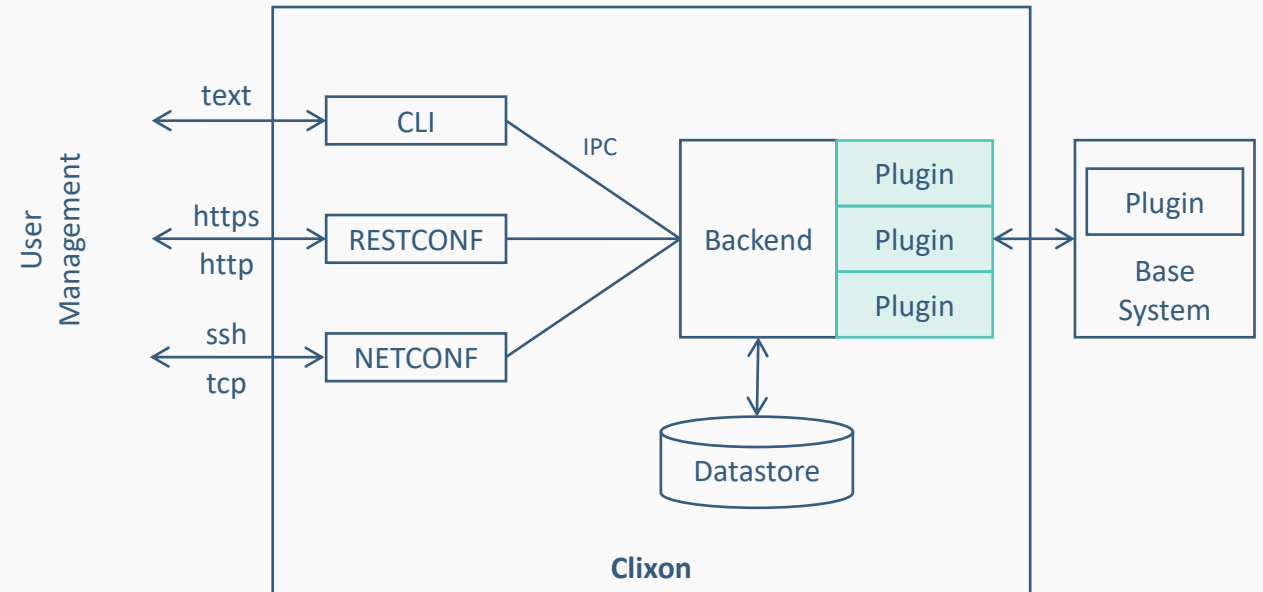 User
Management
text
https
http
ssh
tcp
CLI
RESTCONF
NETCONF
IPC
Backend
Plugin
Plugin
Plugin
Datastore
Clixon
Plugin
Base
System